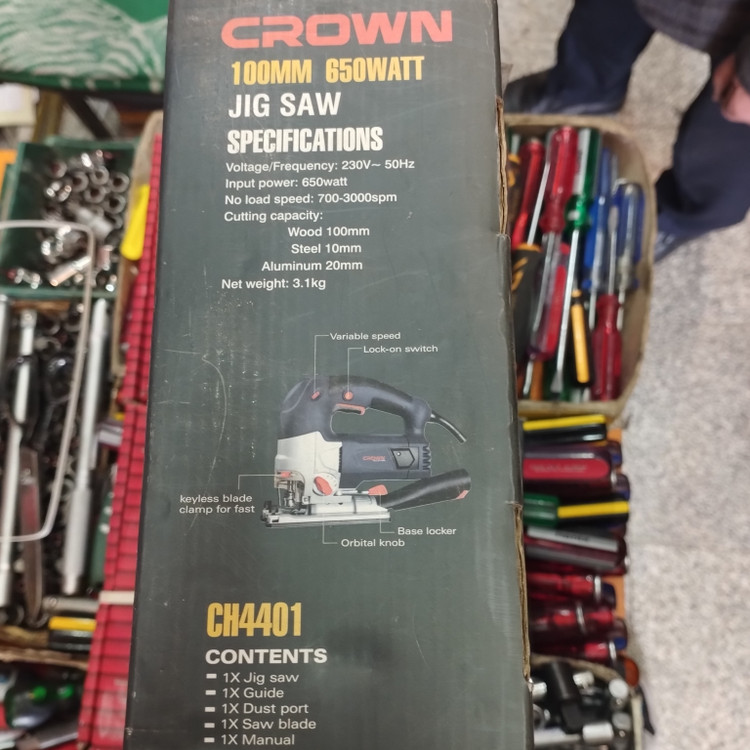 CROWN
100MM 650WATT
JIG SAW
SPECIFICATIONS
Voltage/Frequency: 230V~ 50Hz
Input power: 650watt
No load speed: 700-3000spm
Cutting capacity:
Wood 100mm
Steel 10mm
Aluminum 20mm
Net weight: 3.1kg
Variable speed
Lock-on switch
CROWN
keyless blade
clamp for fast
Base locker
Orbital knob
CH4401
CONTENTS
1X Jig saw
1X Guide
1X Dust port
1X Saw blade
1X Manual